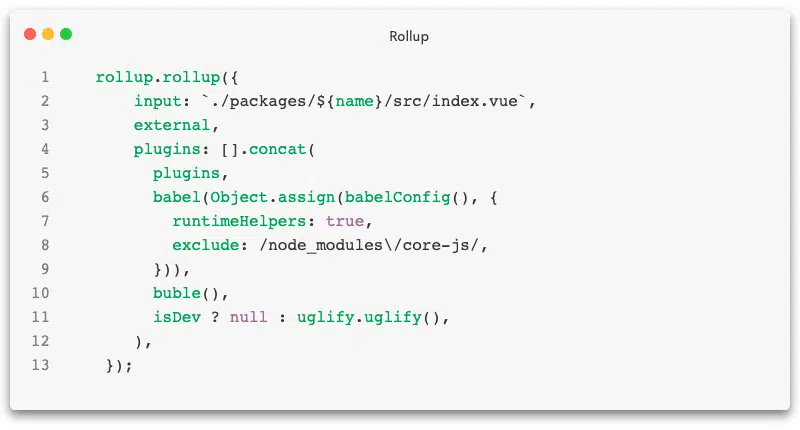 Rollup
1 rollup.rollup({
2 input: `./packages/${name}/src/index.vue`,
3 external,
4 plugins: [].concat(
5 plugins,
6 babel(Object.assign(babelConfig(), {
7 runtimeHelpers: true,
8 exclude: /node_modules\/core-js/,
9 })),
10 buble(),
11 isDev ? null : uglify.uglify(),
12 ),
13 });